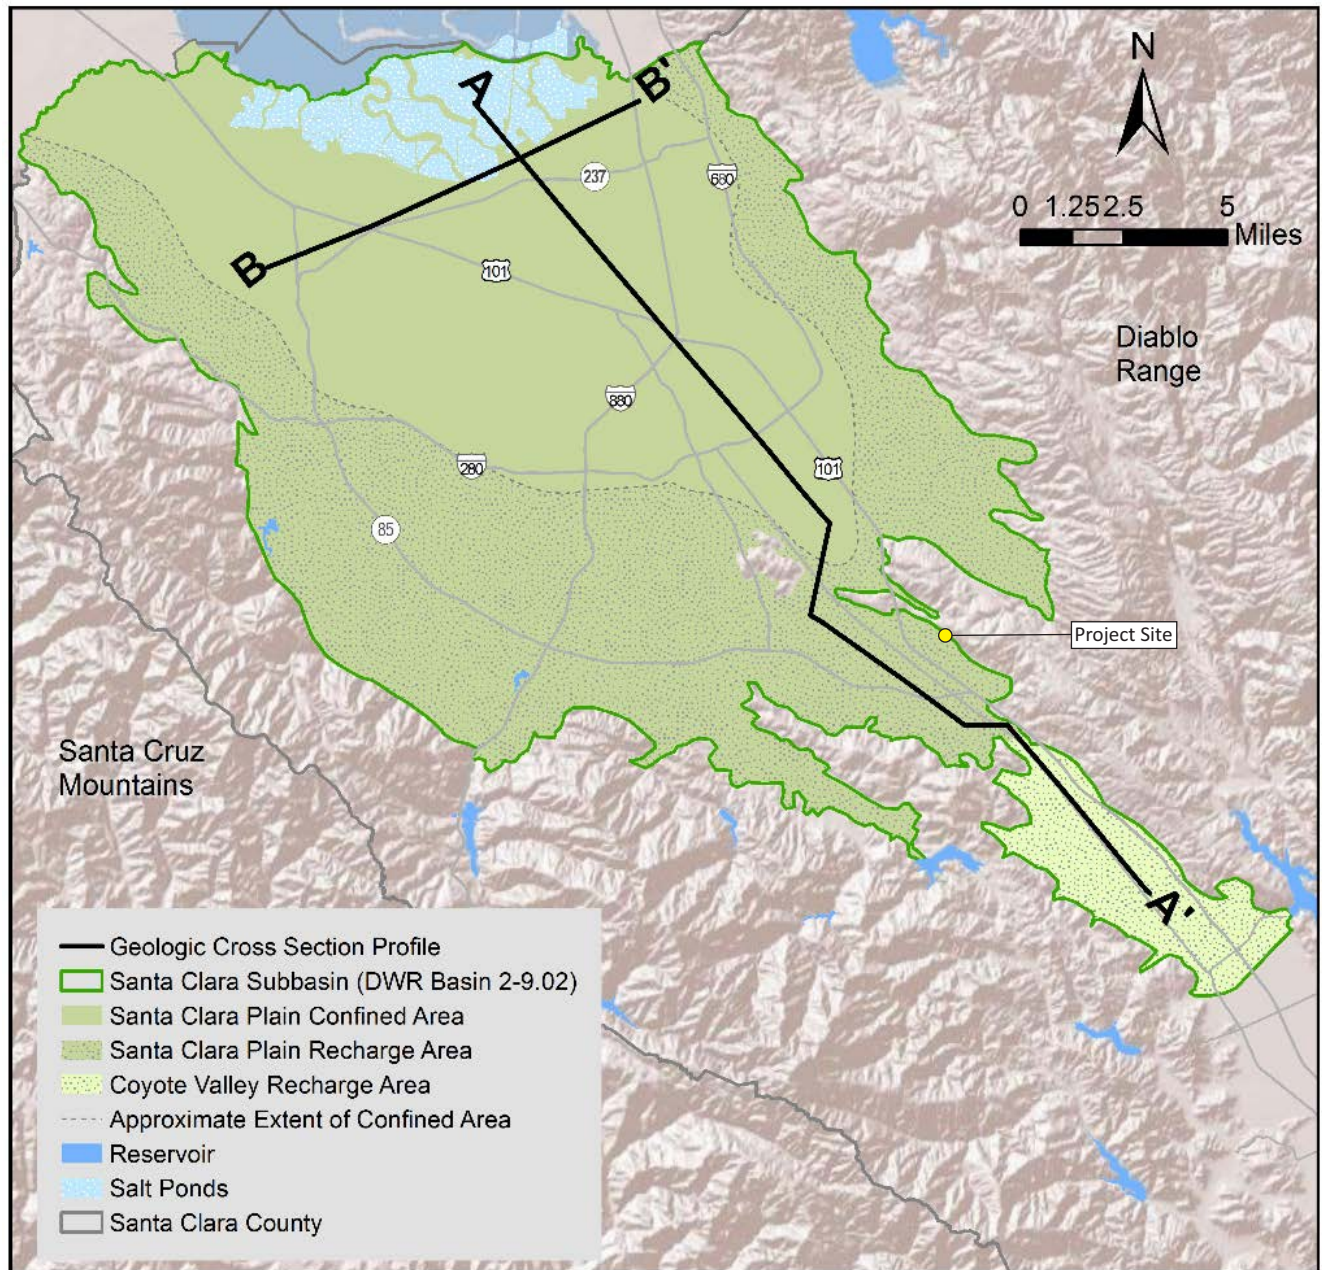 N
0 1.25 2.5 5
Miles
A
B'
237
680
B
101
Diablo
Range
880
280
101
85
Project Site
Santa Cruz
Mountains
A'
Geologic Cross Section Profile
Santa Clara Subbasin (DWR Basin 2-9.02)
Santa Clara Plain Confined Area
Santa Clara Plain Recharge Area
Coyote Valley Recharge Area
Approximate Extent of Confined Area
Reservoir
Salt Ponds
Santa Clara County